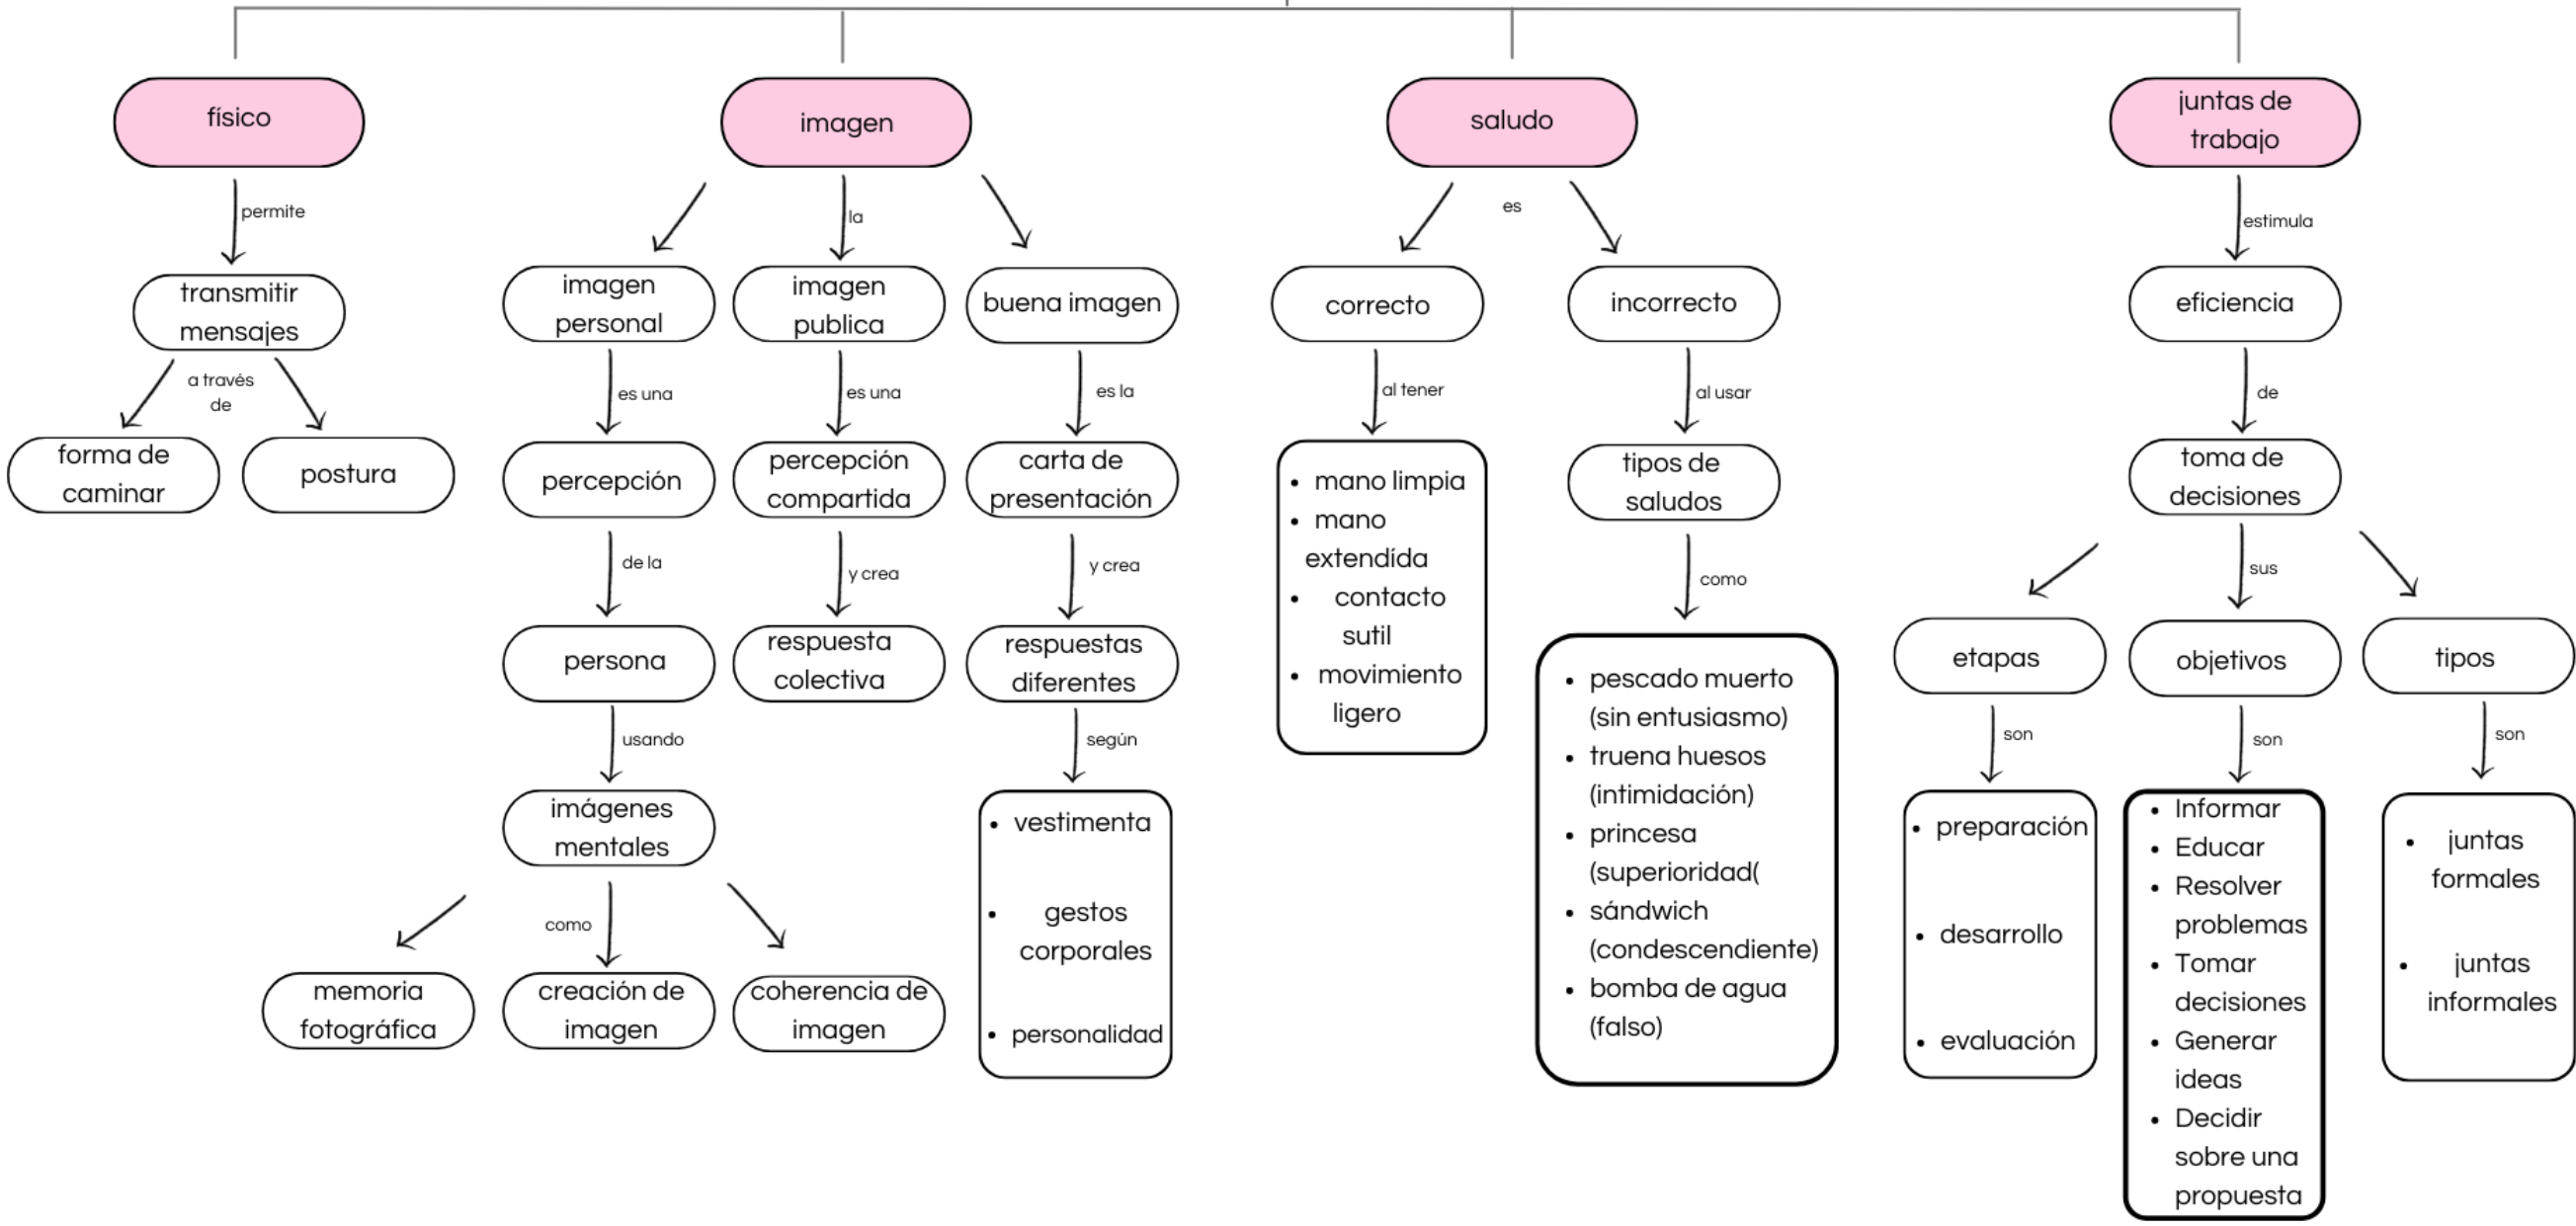 físico
permite
transmitir
mensajes
a través
de
forma de
caminar
postura
imagen
la
imagen
personal
es una
percepción
de la
persona
usando
imágenes
mentales
como
memoria
fotográfica
creación de
imagen
coherencia de
imagen
imagen
publica
es una
percepción
compartida
y crea
respuesta
colectiva
buena imagen
es la
carta de
presentación
y crea
respuestas
diferentes
según
• vestimenta
• gestos
corporales
• personalidad
saludo
es
correcto
al tener
• mano limpia
• mano
extendída
• contacto
sutil
• movimiento
ligero
incorrecto
al usar
tipos de
saludos
como
• pescado muerto
(sin entusiasmo)
• truena huesos
(intimidación)
• princesa
(superioridad(
• sándwich
(condescendiente)
• bomba de agua
(falso)
juntas de
trabajo
estimula
eficiencia
de
toma de
decisiones
sus
etapas
son
• preparación
• desarrollo
• evaluación
objetivos
son
• Informar
• Educar
• Resolver
problemas
• Tomar
decisiones
• Generar
ideas
• Decidir
sobre una
propuesta
tipos
son
• juntas
formales
• juntas
informales